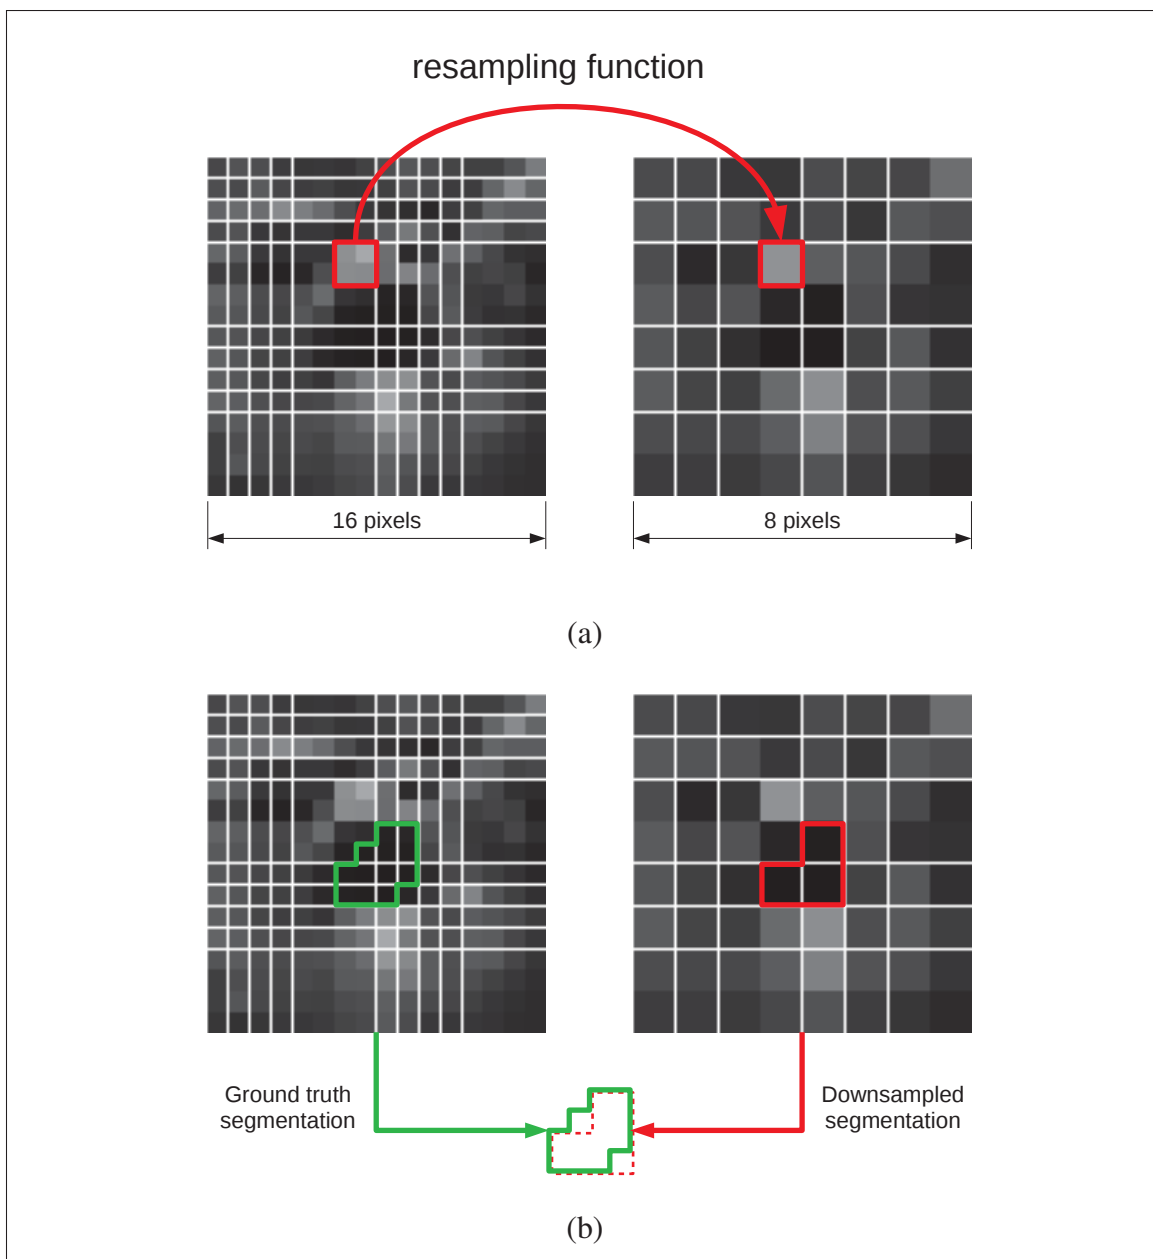 resampling function
16 pixels
8 pixels
(a)
Ground truth
segmentation
Downsampled
segmentation
(b)